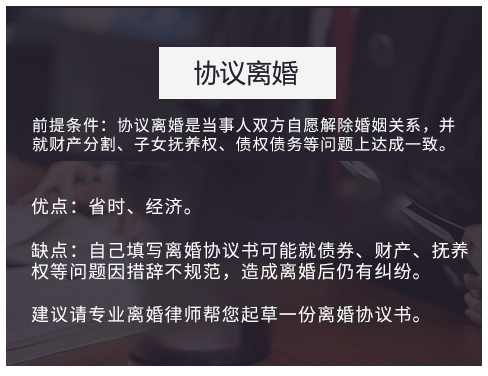 协议离婚
前提条件：协议离婚是当事人双方自愿解除婚姻关系，并
就财产分割、子女抚养权、债权债务等问题上达成一致。
优点：省时、经济。
缺点：自己填写离婚协议书可能就债券、财产、抚养
权等问题因措辞不规范，造成离婚后仍有纠纷。
建议请专业离婚律师帮您起草一份离婚协议书。